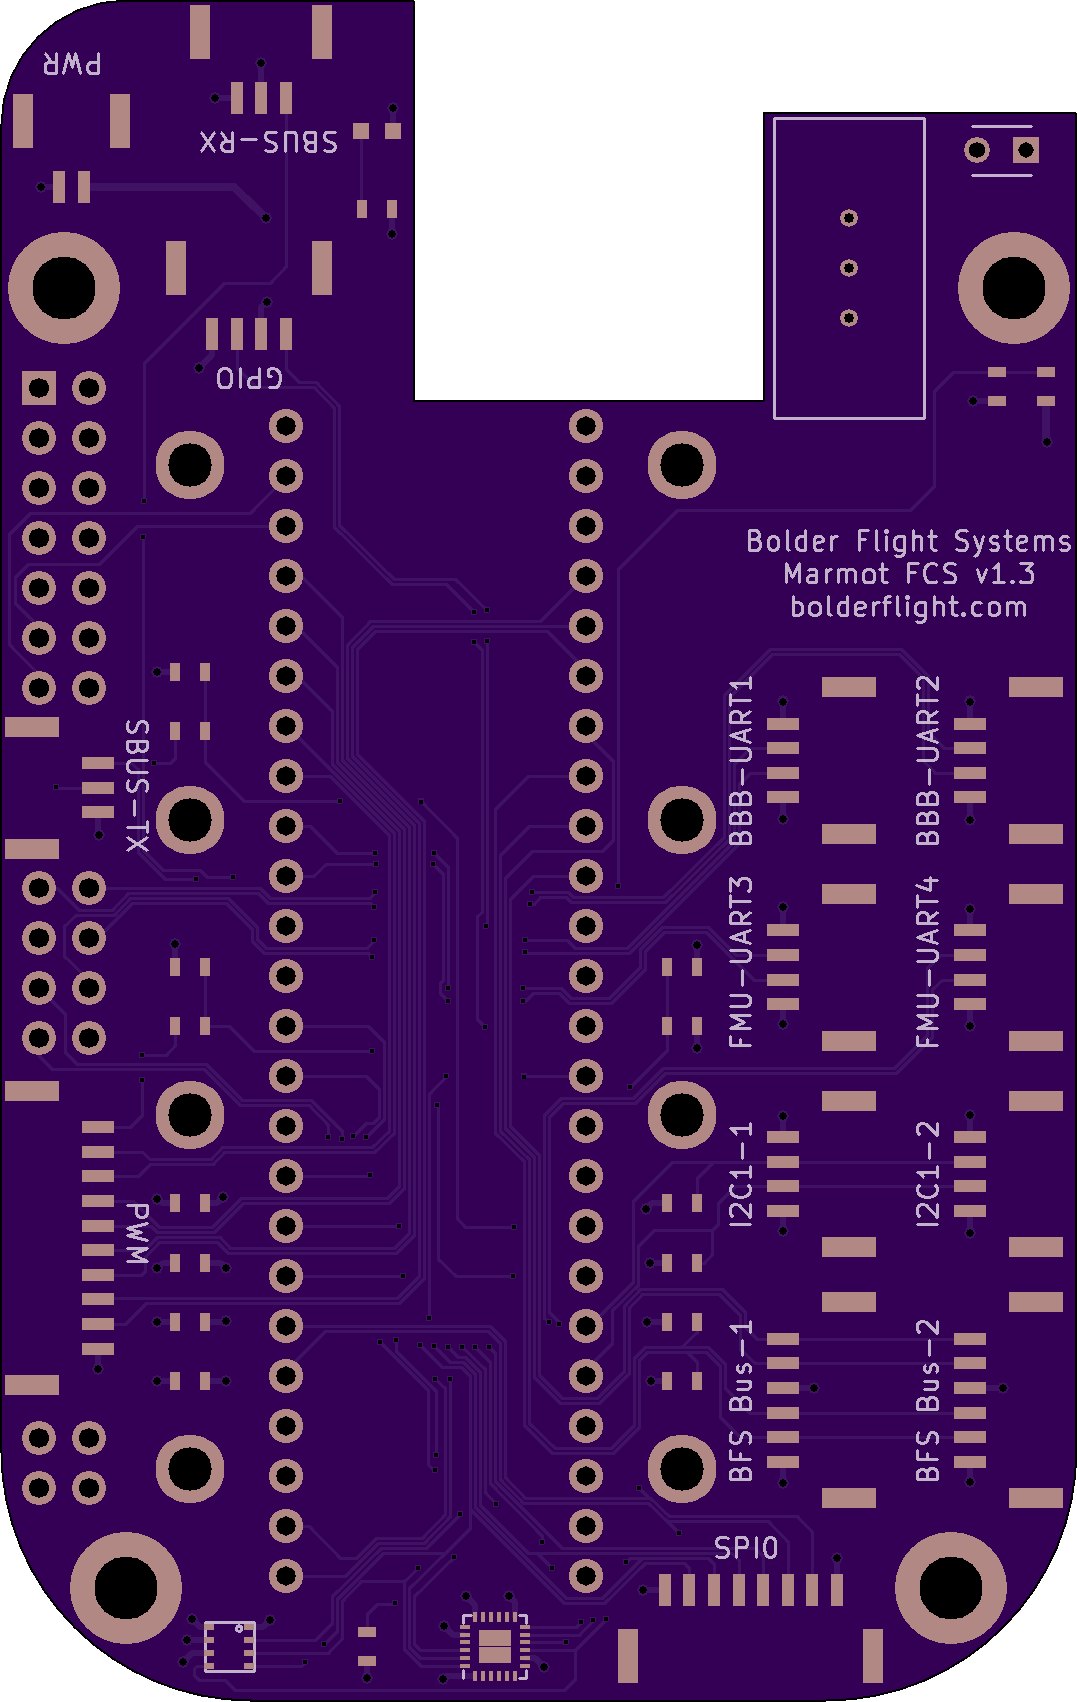 PWR
SBUS-RX
GPIO
Bolder Flight Systems
Marmot FCS v1.3
bolderflight.com
SBUS-TX
BBB-UART1
BBB-UART2
FMU-UART3
FMU-UART4
PWM
I2C1-1
I2C1-2
BFS Bus-1
BFS Bus-2
SPI0